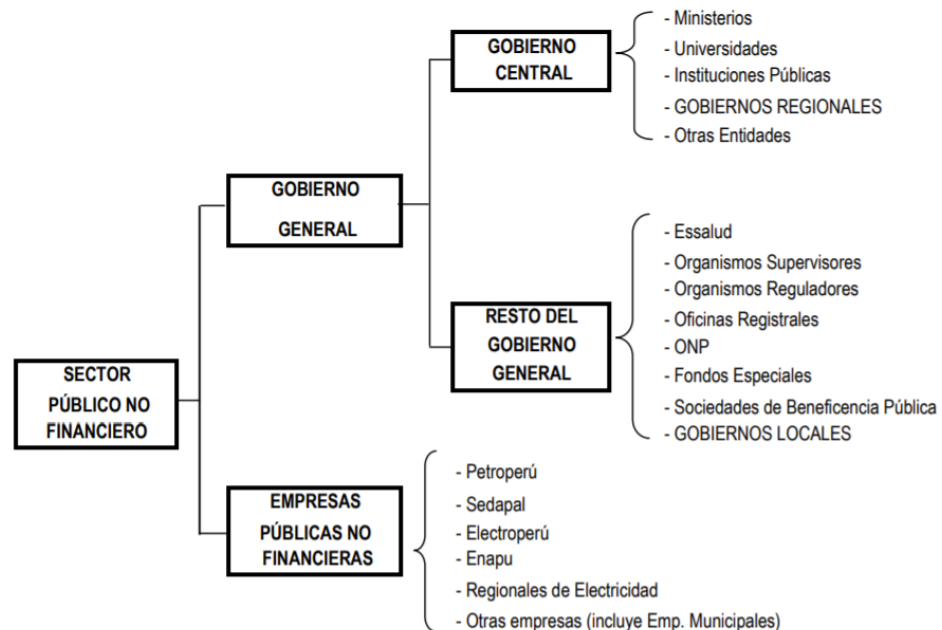 GOBIERNO
CENTRAL
- Ministerios
- Universidades
- Instituciones Públicas
- GOBIERNOS REGIONALES
- Otras Entidades
GOBIERNO
GENERAL
RESTO DEL
GOBIERNO
GENERAL
- Essalud
- Organismos Supervisores
- Organismos Reguladores
- Oficinas Registrales
- ONP
- Fondos Especiales
- Sociedades de Beneficencia Pública
- GOBIERNOS LOCALES
SECTOR
PÚBLICO NO
FINANCIERO
EMPRESAS
PÚBLICAS NO
FINANCIERAS
- Petroperú
- Sedapal
- Electroperú
- Enapu
- Regionales de Electricidad
- Otras empresas (incluye Emp. Municipales)